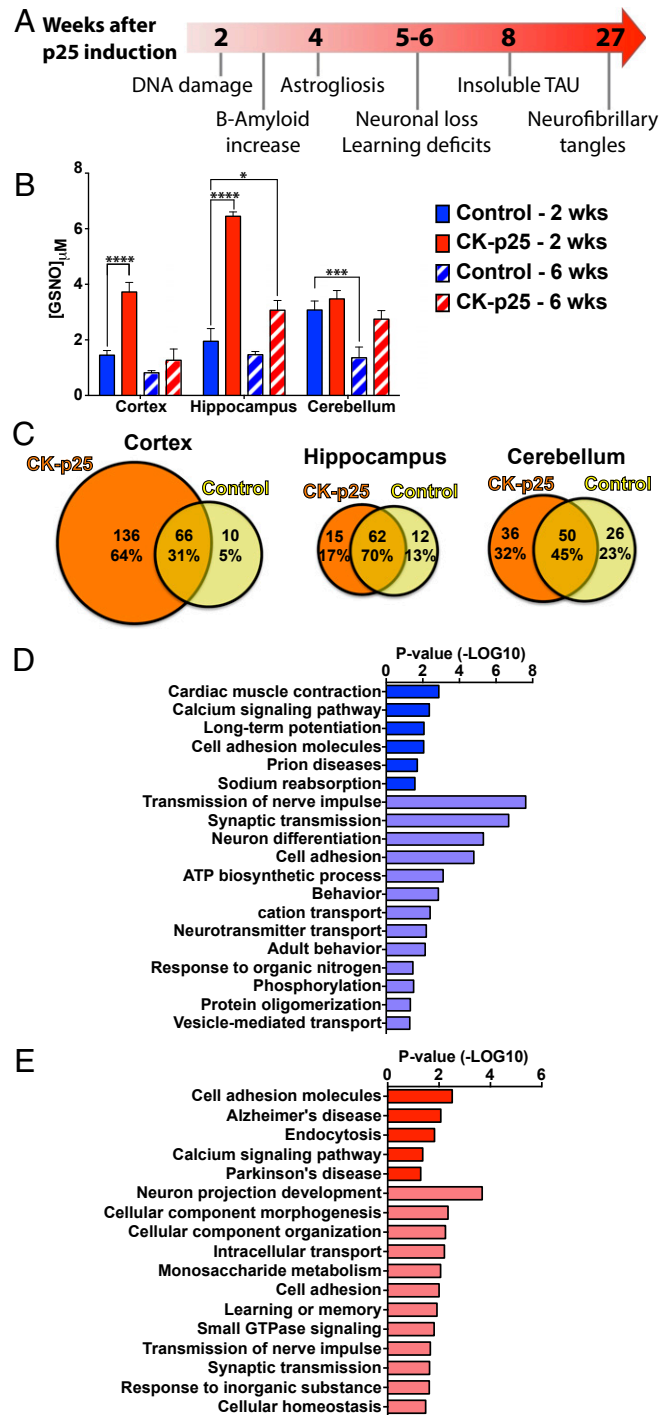 A
Weeks after
p25 induction
2
4
5-6
8
27
DNA damage
Astrogliosis
Insoluble TAU
B-Amyloid
increase
Neuronal loss
Learning deficits
Neurofibrillary
tangles
B
[GSNO]µM
8
6
4
2
0
****
****
*
***
Cortex
Hippocampus
Cerebellum
Control - 2 wks
CK-p25 - 2 wks
Control - 6 wks
CK-p25 - 6 wks
C
Cortex
CK-p25
Control
136
64%
66
31%
10
5%
Hippocampus
CK-p25
Control
15
17%
62
70%
12
13%
Cerebellum
CK-p25
Control
36
32%
50
45%
26
23%
D
P-value (-LOG10)
0 2 4 6 8
Cardiac muscle contraction
Calcium signaling pathway
Long-term potentiation
Cell adhesion molecules
Prion diseases
Sodium reabsorption
Transmission of nerve impulse
Synaptic transmission
Neuron differentiation
Cell adhesion
ATP biosynthetic process
Behavior
cation transport
Neurotransmitter transport
Adult behavior
Response to organic nitrogen
Phosphorylation
Protein oligomerization
Vesicle-mediated transport
E
P-value (-LOG10)
0 2 4 6
Cell adhesion molecules
Alzheimer's disease
Endocytosis
Calcium signaling pathway
Parkinson's disease
Neuron projection development
Cellular component morphogenesis
Cellular component organization
Intracellular transport
Monosaccharide metabolism
Cell adhesion
Learning or memory
Small GTPase signaling
Transmission of nerve impulse
Synaptic transmission
Response to inorganic substance
Cellular homeostasis